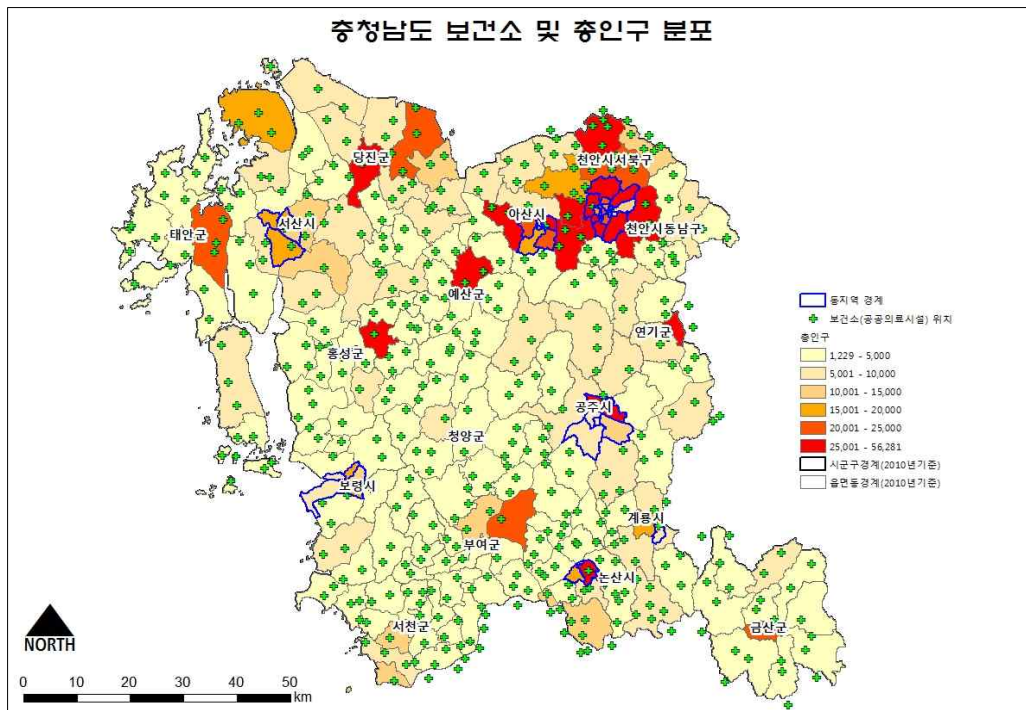 충청남도 보건소 및 총인구 분포
당진군
천안시서북구
아산시
서산시
태안군
천안시동남구
예산군
연기군
홍성군
공주시
청양군
보령시
계룡시
부여군
논산시
서천군
금산군
동지역 경계
보건소(공공의료시설) 위치
총인구
1,229 - 5,000
5,001 - 10,000
10,001 - 15,000
15,001 - 20,000
20,001 - 25,000
25,001 - 56,281
시군구경계(2010년기준)
읍면동경계(2010년기준)
NORTH
0 10 20 30 40 50
km